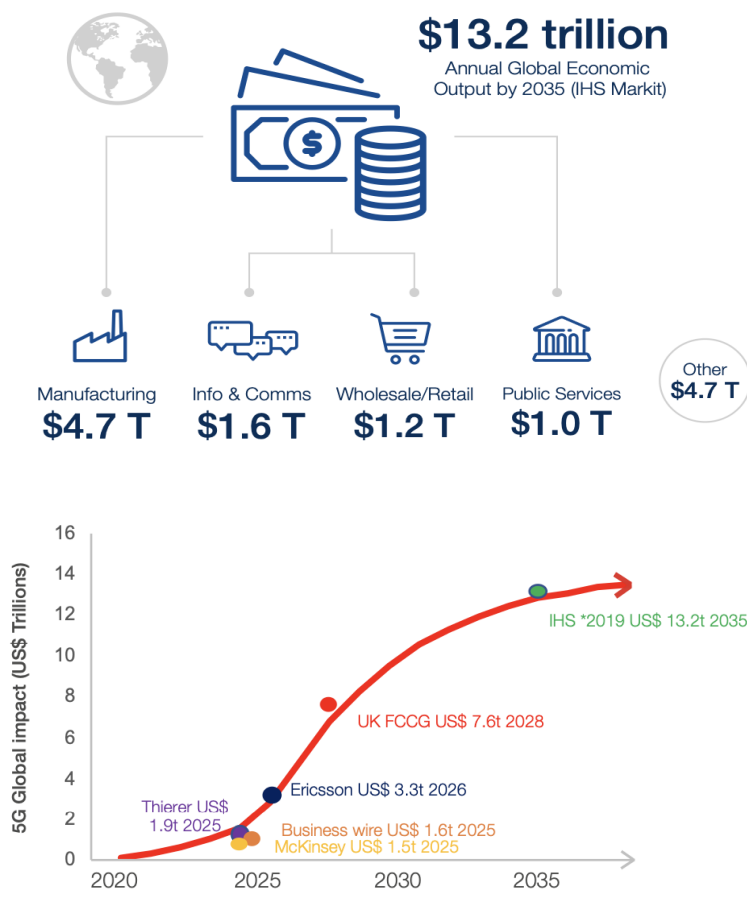 $13.2 trillion
Annual Global Economic
Output by 2035 (IHS Markit)
$
Manufacturing
$4.7 T
Info & Comms
$1.6 T
Wholesale/Retail
$1.2 T
Public Services
$1.0 T
Other
$4.7 T
5G Global impact (US$ Trillions)
16
14
12
10
8
6
4
2
0
IHS *2019 US$ 13.2t 2035
UK FCCG US$ 7.6t 2028
Ericsson US$ 3.3t 2026
Thierer US$
1.9t 2025
Business wire US$ 1.6t 2025
McKinsey US$ 1.5t 2025
2020
2025
2030
2035